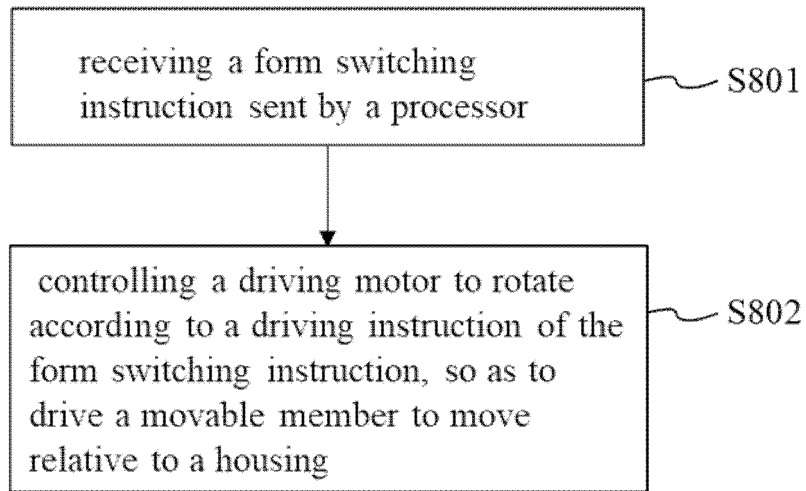 receiving a form switching
instruction sent by a processor
S801
controlling a driving motor to rotate
according to a driving instruction of the
form switching instruction, so as to
drive a movable member to move
relative to a housing
S802